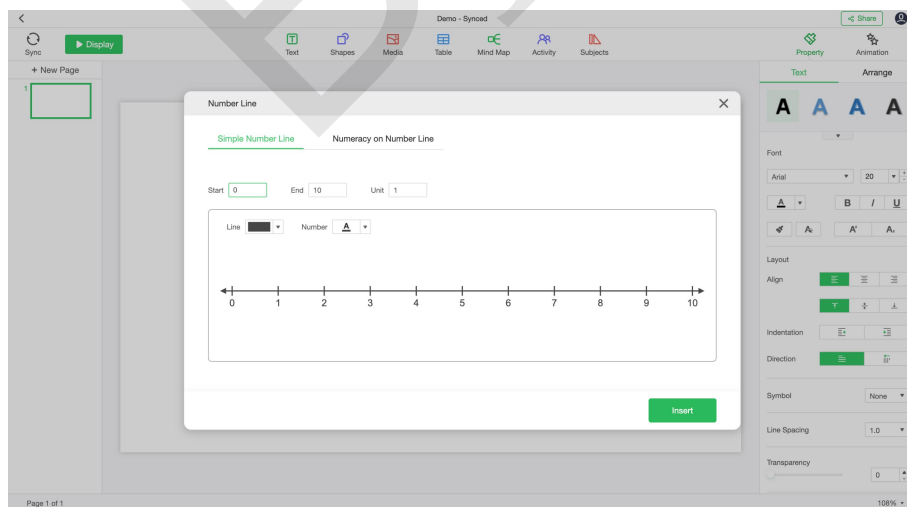 Demo - Synced
Share
Sync
Display
Text
Shapes
Media
Table
Mind Map
Activity
Subjects
Property
Animation
+ New Page
1
Text
Arrange
Number Line
Simple Number Line
Numeracy on Number Line
Start 0 End 10 Unit 1
Line
Number A
0 1 2 3 4 5 6 7 8 9 10
Insert
A A A A
Font
Arial 20
A B I U
Layout
Align
Indentation
Direction
Symbol None
Line Spacing 1.0
Transparency
0
Page 1 of 1
108%